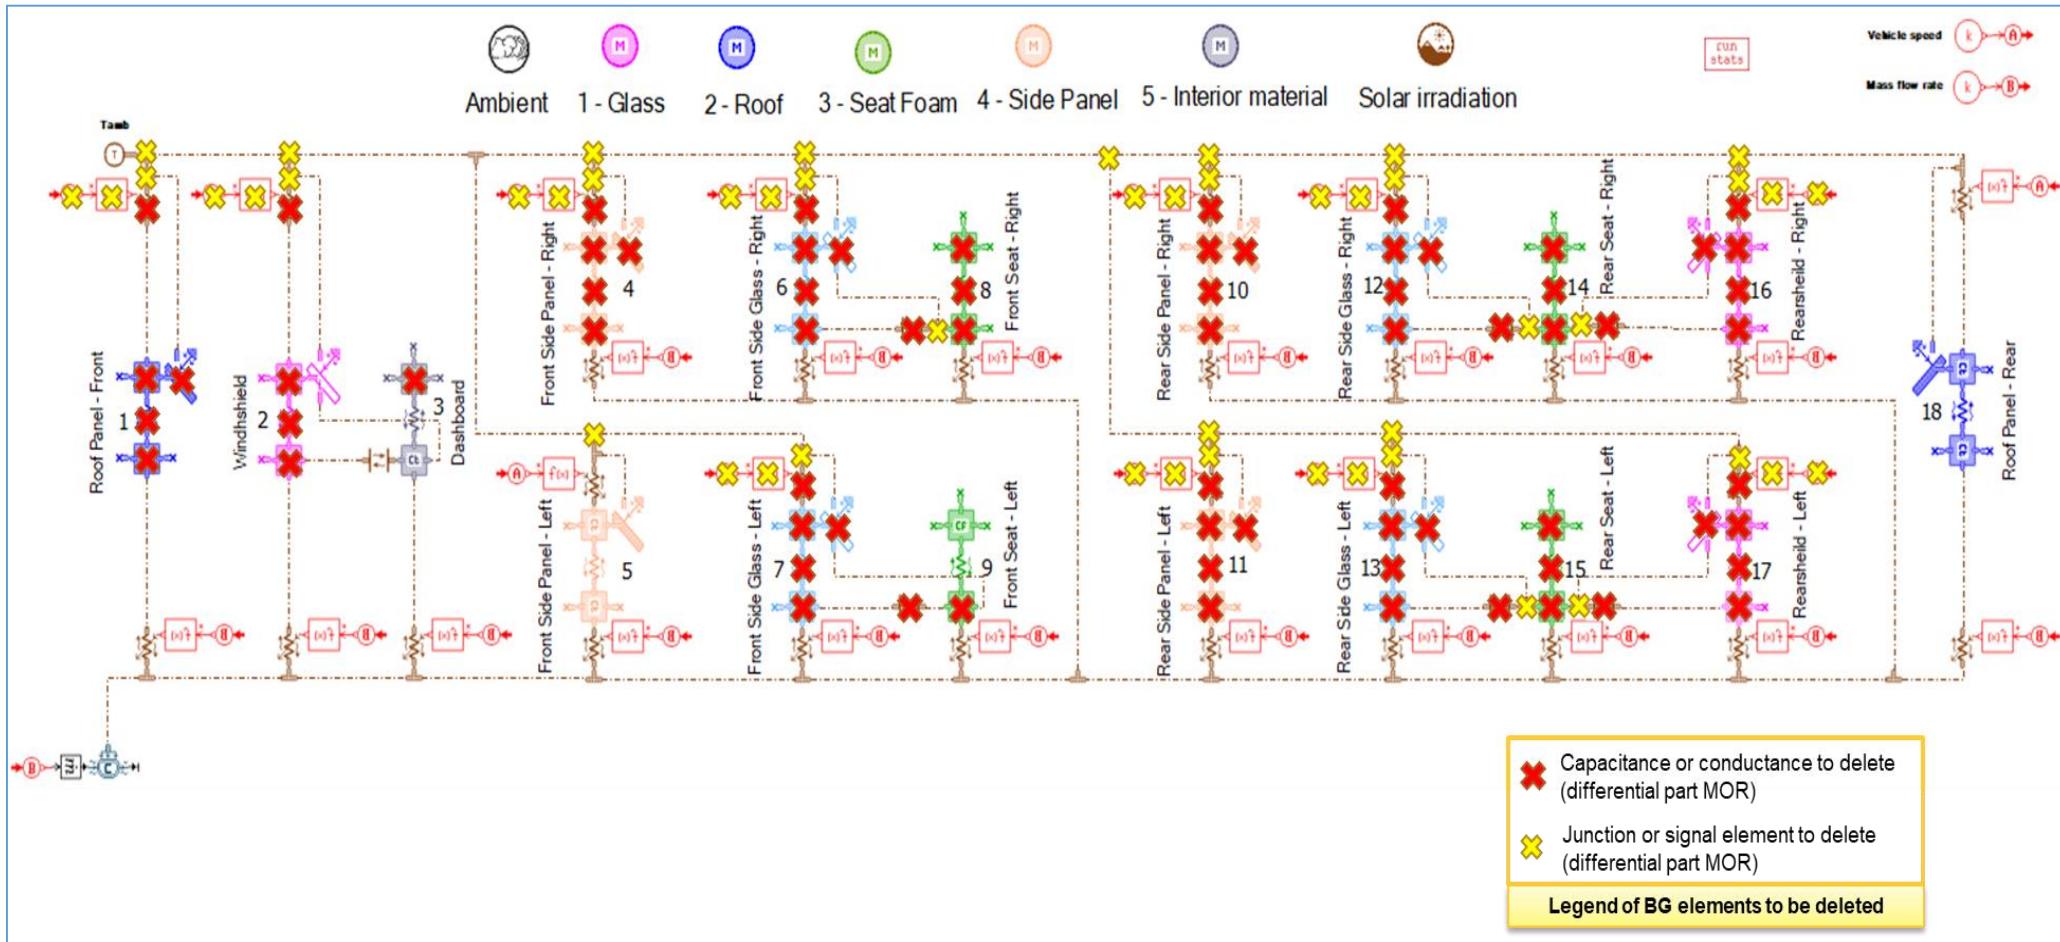 M
M
M
M
M
Ambient
1 - Glass
2 - Roof
3 - Seat Foam
4 - Side Panel
5 - Interior material
Solar irradiation
run
stats
Vehicle speed
k
A
Mass flow rate
k
B
Tamb
T
Roof Panel - Front
1
Windhshield
2
3
Dashboard
Front Side Panel - Right
4
Front Side Glass - Right
6
8
Front Seat - Right
Rear Side Panel - Right
10
Rear Side Glass - Right
12
14
Rear Seat - Right
16
Rearsheild - Right
18
Roof Panel - Rear
Front Side Panel - Left
A
f(x)
5
Front Side Glass - Left
7
9
Front Seat - Left
Rear Side Panel - Left
11
Rear Side Glass - Left
13
15
Rear Seat - Left
17
Rearsheild - Left
B
C
Capacitance or conductance to delete
(differential part MOR)
Junction or signal element to delete
(differential part MOR)
Legend of BG elements to be deleted